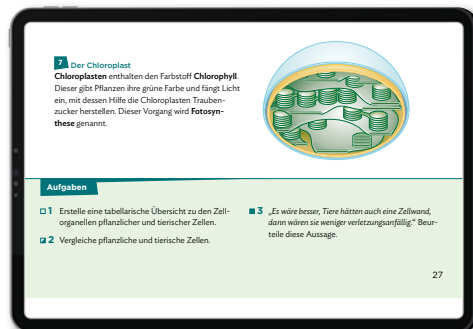 7 Der Chloroplast
Chloroplasten enthalten den Farbstoff Chlorophyll.
Dieser gibt Pflanzen ihre grüne Farbe und fängt Licht
ein, mit dessen Hilfe die Chloroplasten Trauben-
zucker herstellen. Dieser Vorgang wird Fotosyn-
these genannt.
Aufgaben
1 Erstelle eine tabellarische Übersicht zu den Zell-
organellen pflanzlicher und tierischer Zellen.
2 Vergleiche pflanzliche und tierische Zellen.
3 „Es wäre besser, Tiere hätten auch eine Zellwand,
dann wären sie weniger verletzungsanfällig.“ Beur-
teile diese Aussage.
27